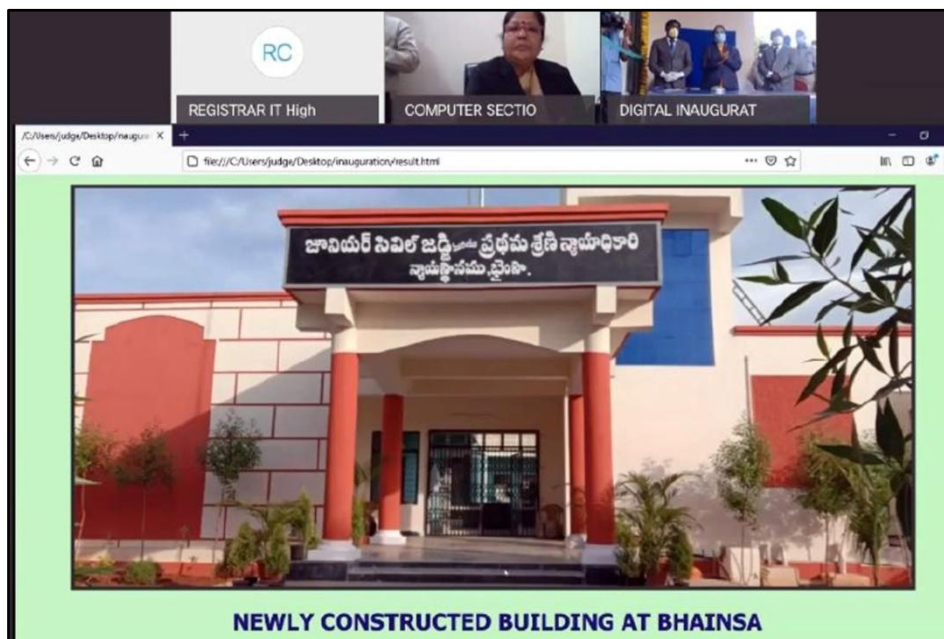 RC
REGISTRAR IT High
COMPUTER SECTIO
DIGITAL INAUGURAT
/C:/Users/judge/Desktop/inaugurat
file:///C:/Users/judge/Desktop/inauguration/result.html
జూనియర్ సివిల్ జడ్జి ప్రథమ శ్రేణి న్యాయాధికారి
న్యాయస్థానము,భైంసా.
NEWLY CONSTRUCTED BUILDING AT BHAINSA